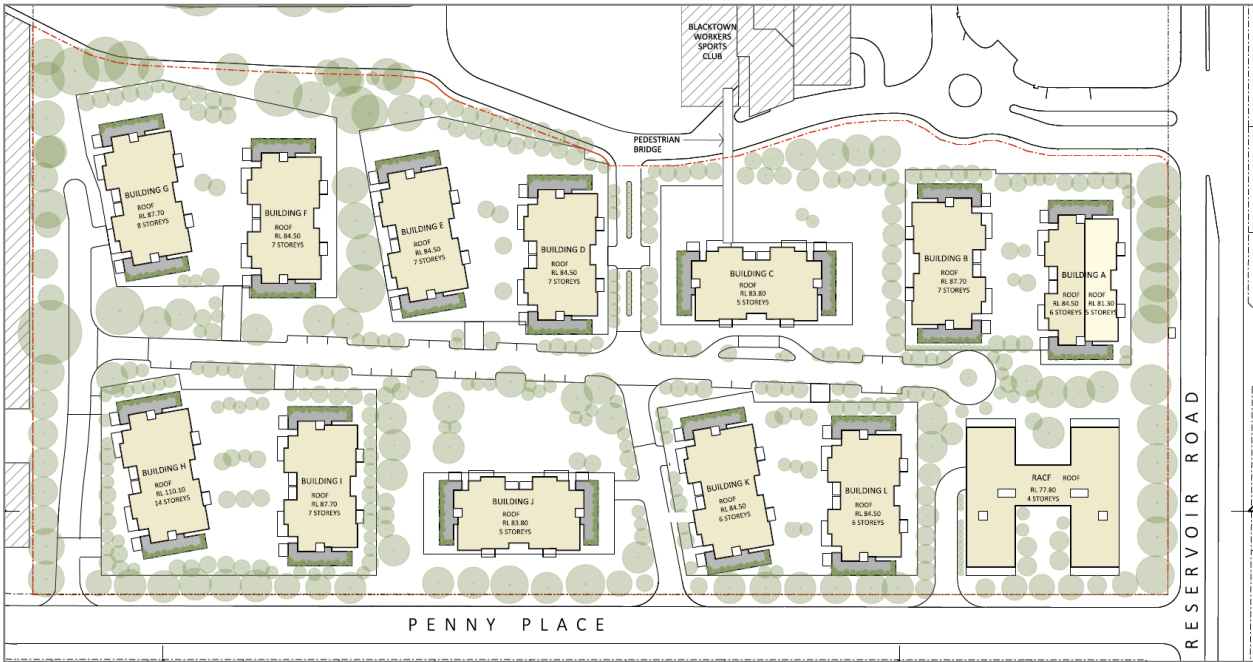 BLACKTOWN
WORKERS
SPORTS
CLUB
PEDESTRIAN
BRIDGE
BUILDING G
ROOF
RL 87.70
8 STOREYS
BUILDING F
ROOF
RL 84.50
7 STOREYS
BUILDING E
ROOF
RL 84.50
7 STOREYS
BUILDING D
ROOF
RL 84.50
7 STOREYS
BUILDING C
ROOF
RL 83.80
5 STOREYS
BUILDING B
ROOF
RL 87.70
7 STOREYS
BUILDING A
ROOF
RL 84.50
6 STOREYS
ROOF
RL 81.30
5 STOREYS
BUILDING H
ROOF
RL 110.10
14 STOREYS
BUILDING I
ROOF
RL 87.70
7 STOREYS
BUILDING J
ROOF
RL 83.80
5 STOREYS
BUILDING K
ROOF
RL 84.50
6 STOREYS
BUILDING L
ROOF
RL 84.50
6 STOREYS
RACF ROOF
RL 77.80
4 STOREYS
PENNY PLACE
RESERVOIR ROAD